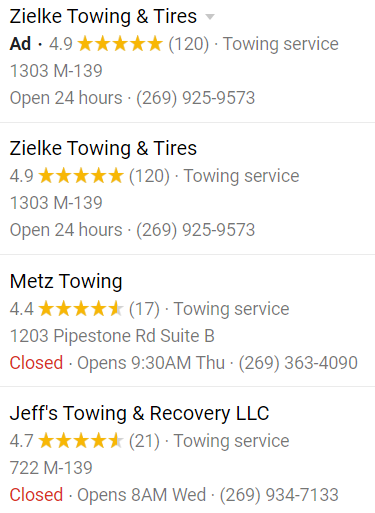 Zielke Towing & Tires
Ad · 4.9 (120) · Towing service
1303 M-139
Open 24 hours · (269) 925-9573
Zielke Towing & Tires
4.9 (120) · Towing service
1303 M-139
Open 24 hours · (269) 925-9573
Metz Towing
4.4 (17) · Towing service
1203 Pipestone Rd Suite B
Closed · Opens 9:30AM Thu · (269) 363-4090
Jeff's Towing & Recovery LLC
4.7 (21) · Towing service
722 M-139
Closed · Opens 8AM Wed · (269) 934-7133